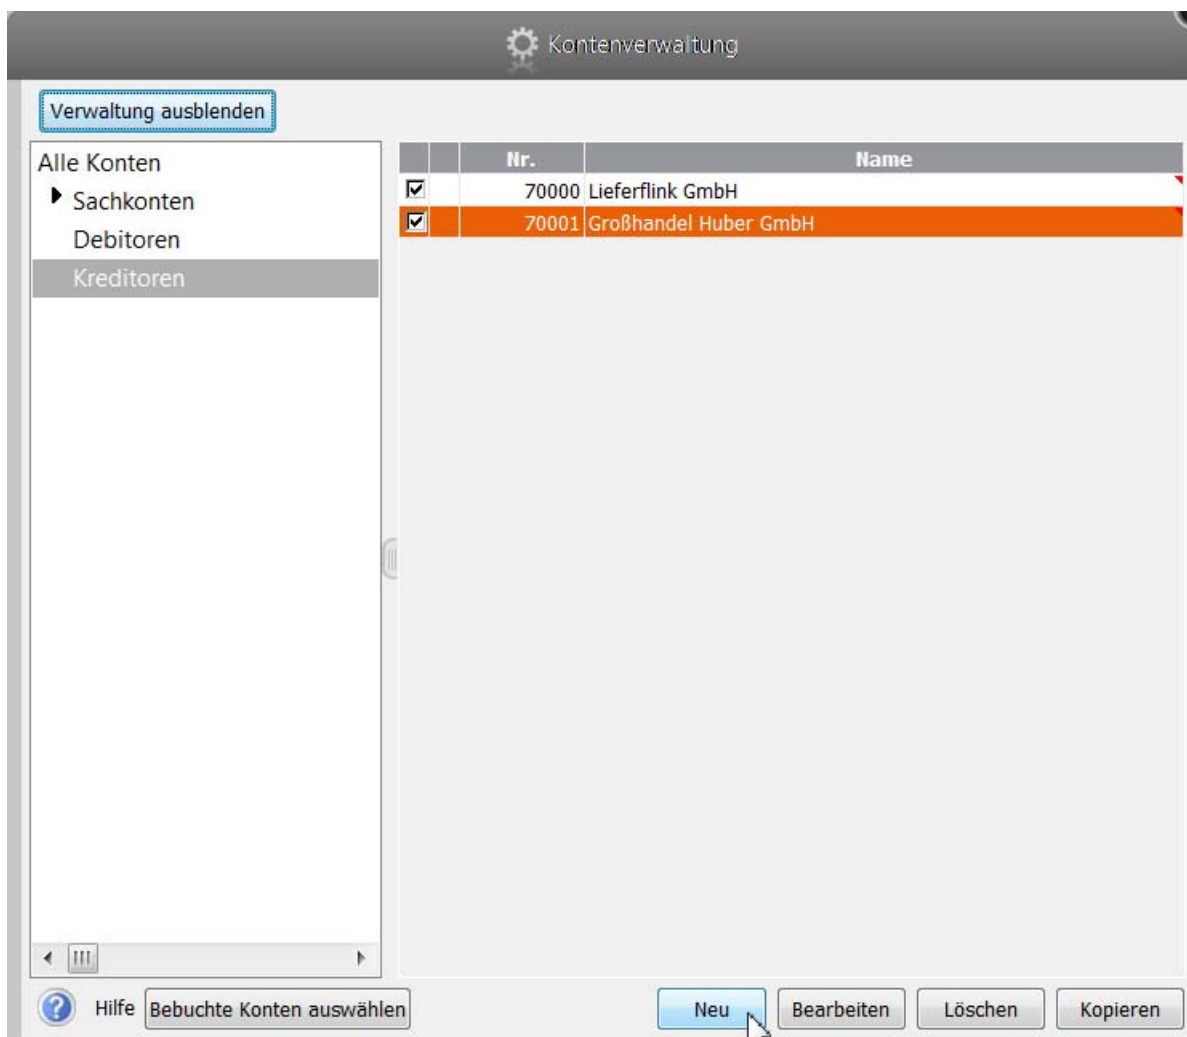 Kontenverwaltung
Verwaltung ausblenden
Alle Konten
Sachkonten
Debitoren
Kreditoren
Nr. Name
70000 Lieferflink GmbH
70001 Großhandel Huber GmbH
Hilfe Bebuchte Konten auswählen Neu Bearbeiten Löschen Kopieren